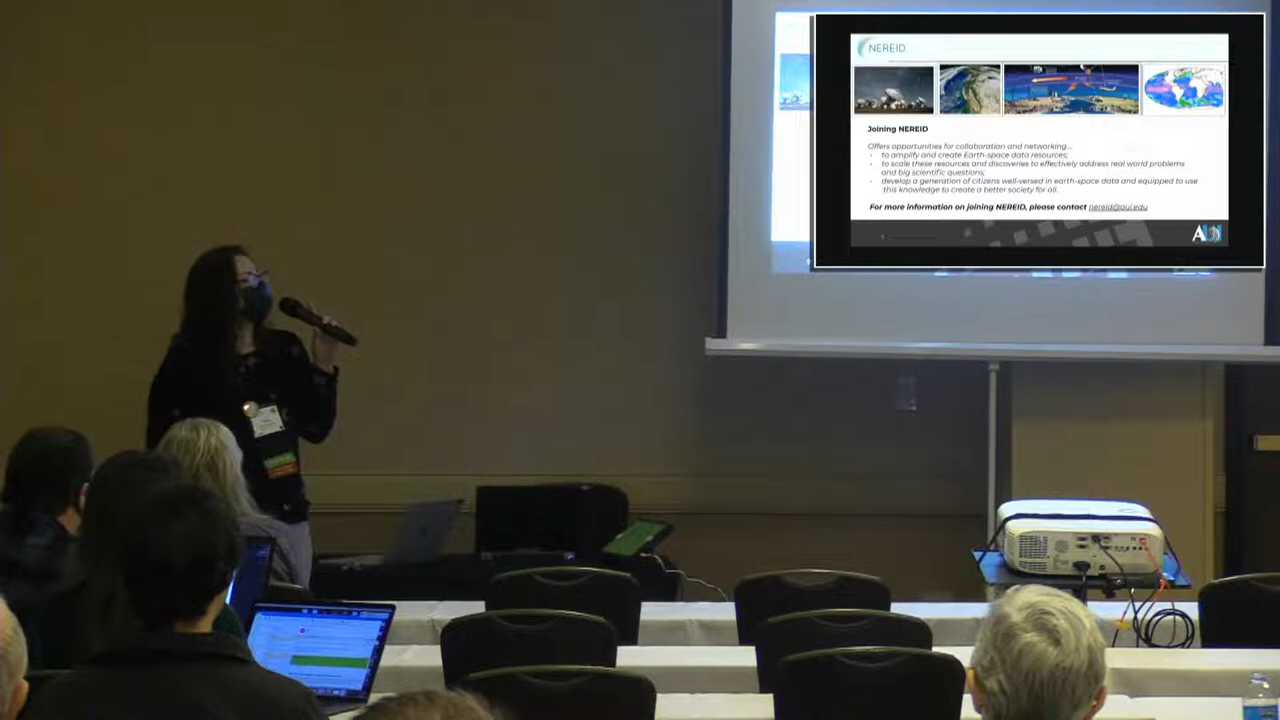 NEREID
Joining NEREID
Offers opportunities for collaboration and networking...
- to amplify and create Earth-space data resources;
- to scale these resources and discoveries to effectively address real world problems
and big scientific questions;
- develop a generation of citizens well-versed in earth-space data and equipped to use
this knowledge to create a better society for all.
For more information on joining NEREID, please contact nereid@aui.edu
AUI